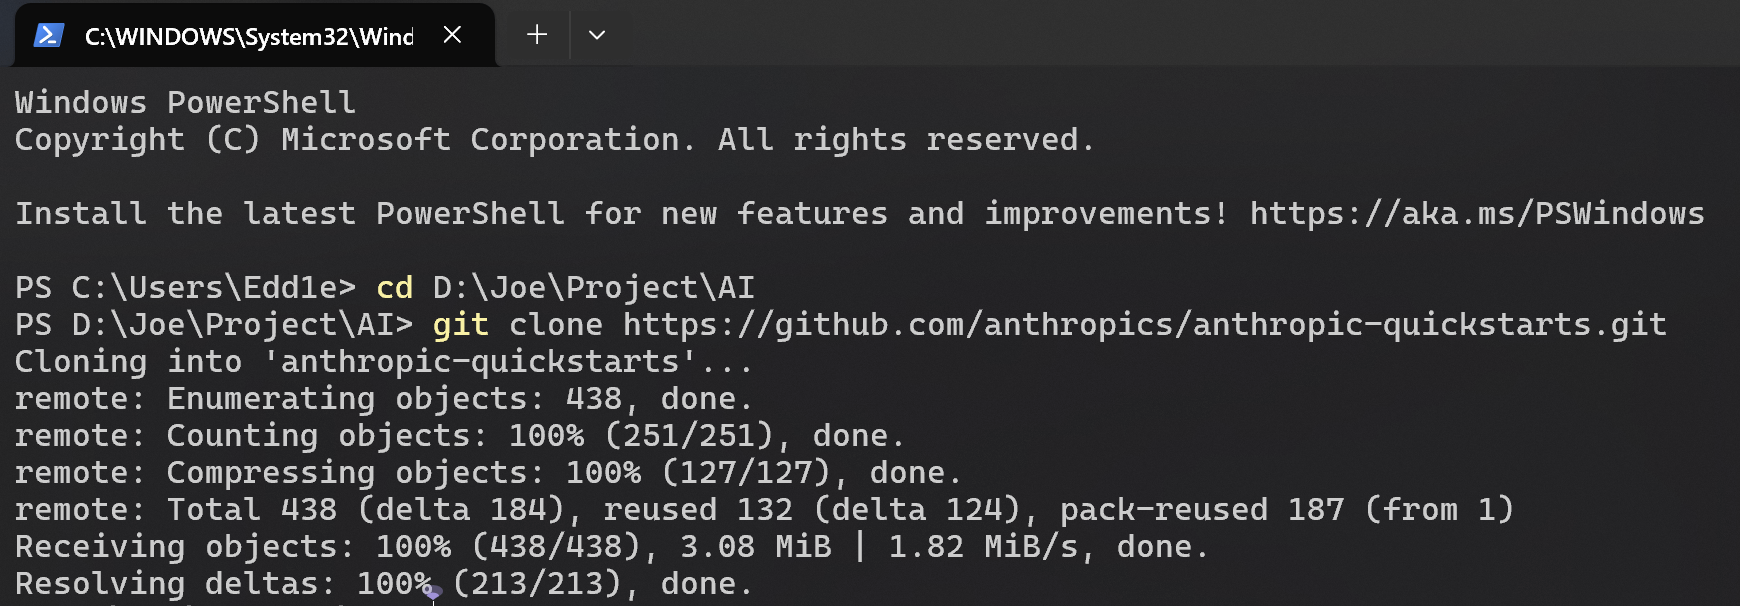 C:\WINDOWS\System32\Wind
Windows PowerShell
Copyright (C) Microsoft Corporation. All rights reserved.
Install the latest PowerShell for new features and improvements! https://aka.ms/PSWindows
PS C:\Users\Edd1e> cd D:\Joe\Project\AI
PS D:\Joe\Project\AI> git clone https://github.com/anthropics/anthropic-quickstarts.git
Cloning into 'anthropic-quickstarts'...
remote: Enumerating objects: 438, done.
remote: Counting objects: 100% (251/251), done.
remote: Compressing objects: 100% (127/127), done.
remote: Total 438 (delta 184), reused 132 (delta 124), pack-reused 187 (from 1)
Receiving objects: 100% (438/438), 3.08 MiB | 1.82 MiB/s, done.
Resolving deltas: 100% (213/213), done.